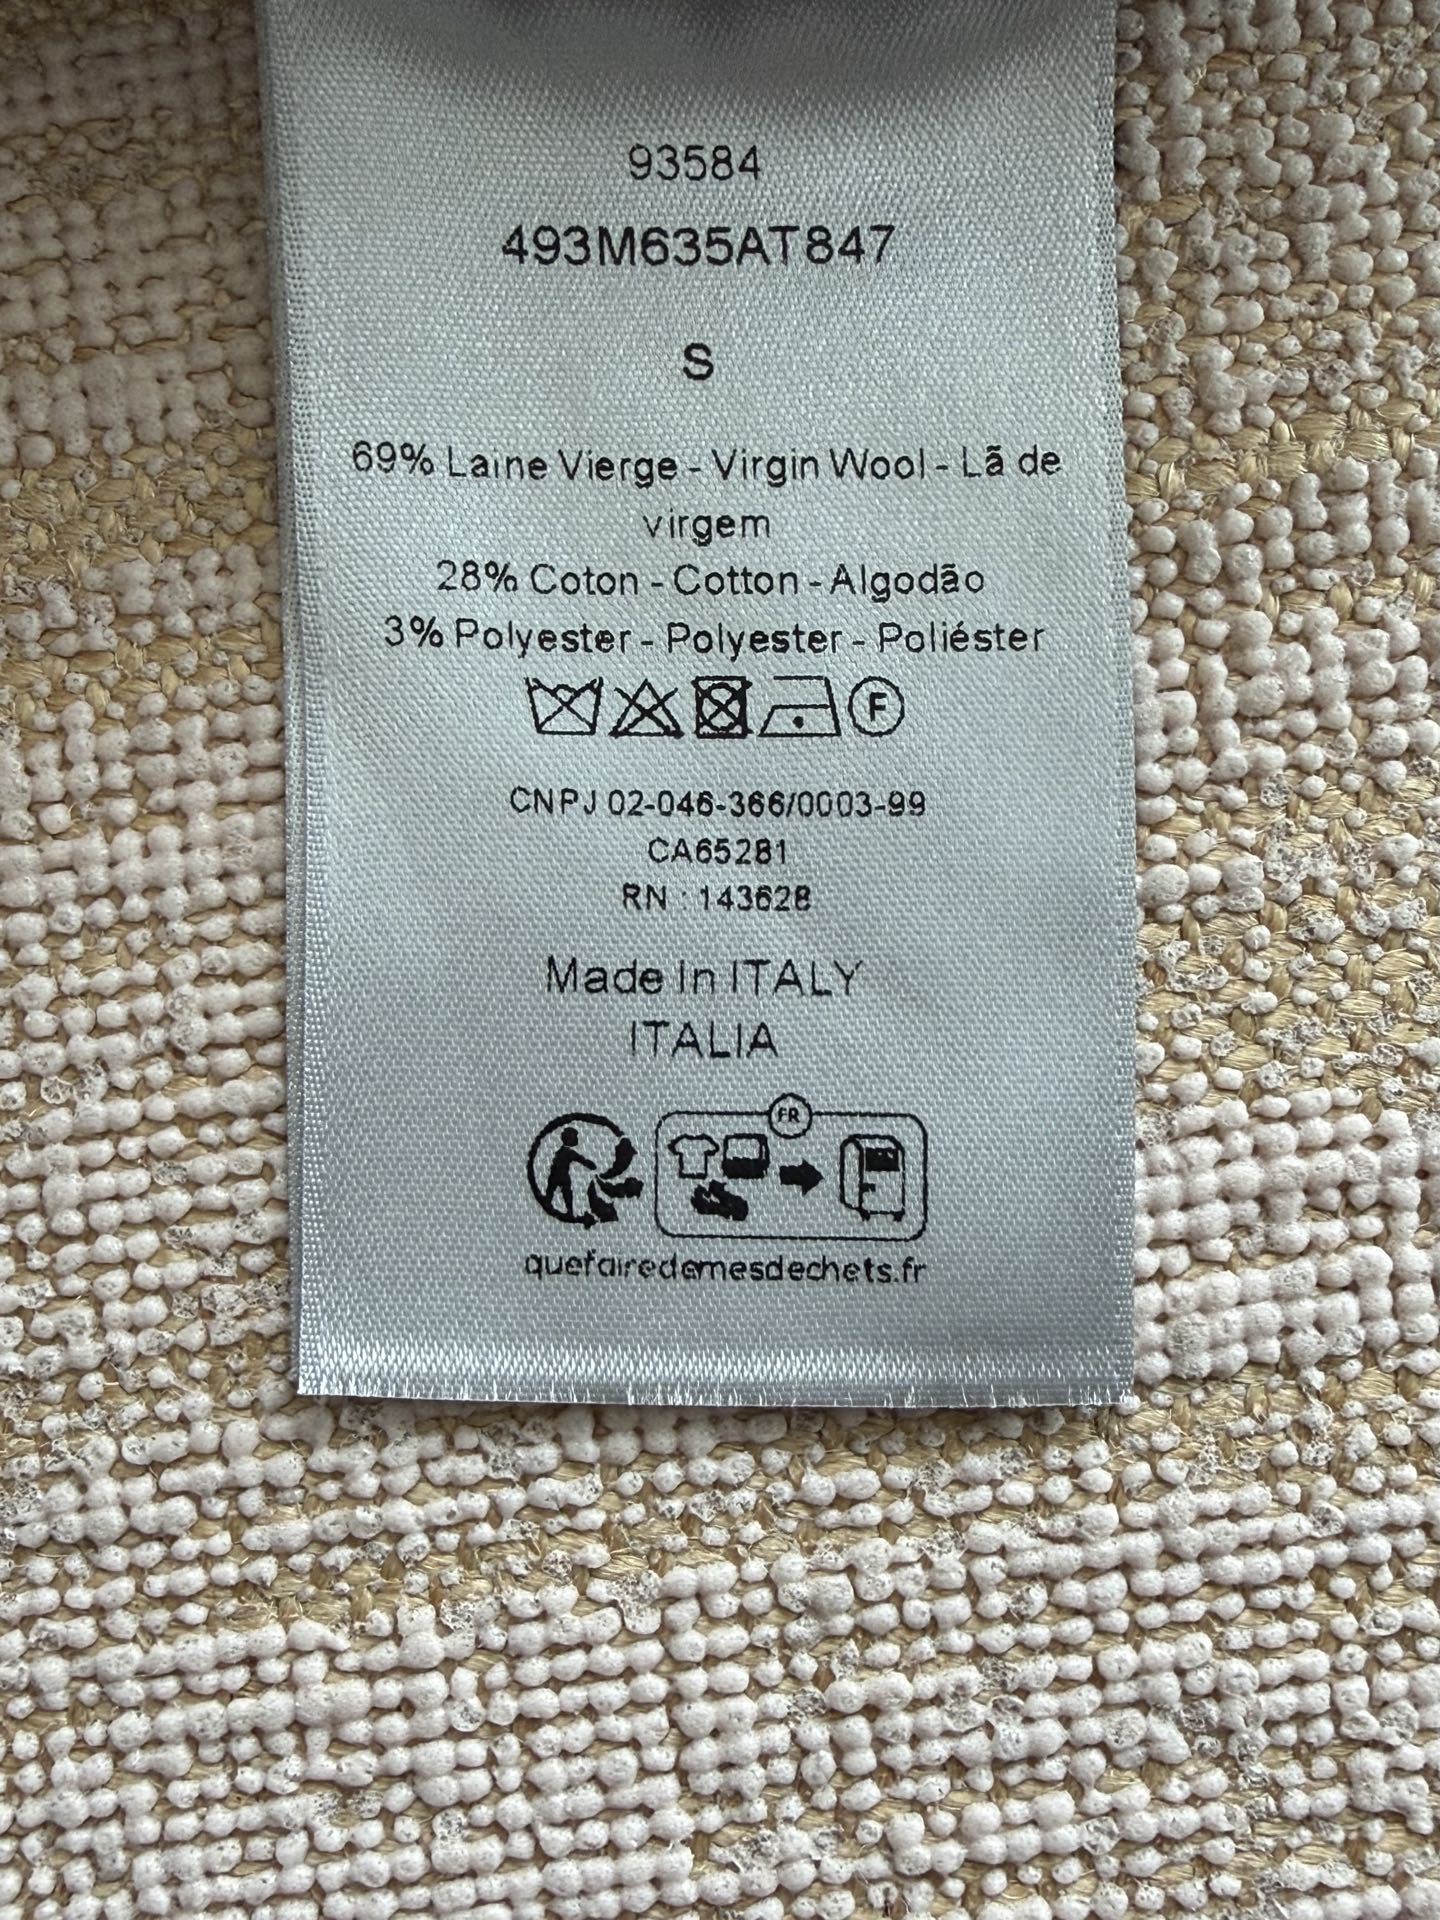 93584
493M635AT847
S
69% Laine Vierge - Virgin Wool - Lã de
virgem
28% Coton - Cotton - Algodão
3% Polyester - Polyester - Poliéster
F
CNPJ 02-046-366/0003-99
CA65281
RN : 143628
Made In ITALY
ITALIA
FR
quefairedemesdechets.fr